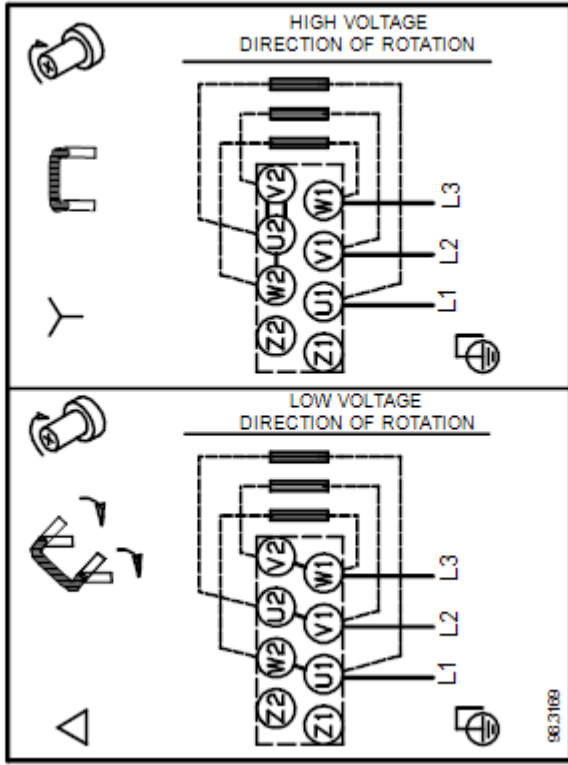 HIGH VOLTAGE
DIRECTION OF ROTATION
V2
W1
L3
U2
V1
L2
W2
U1
L1
Z2
Z1
LOW VOLTAGE
DIRECTION OF ROTATION
V2
W1
L3
U2
V1
L2
W2
U1
L1
Z2
Z1
983169